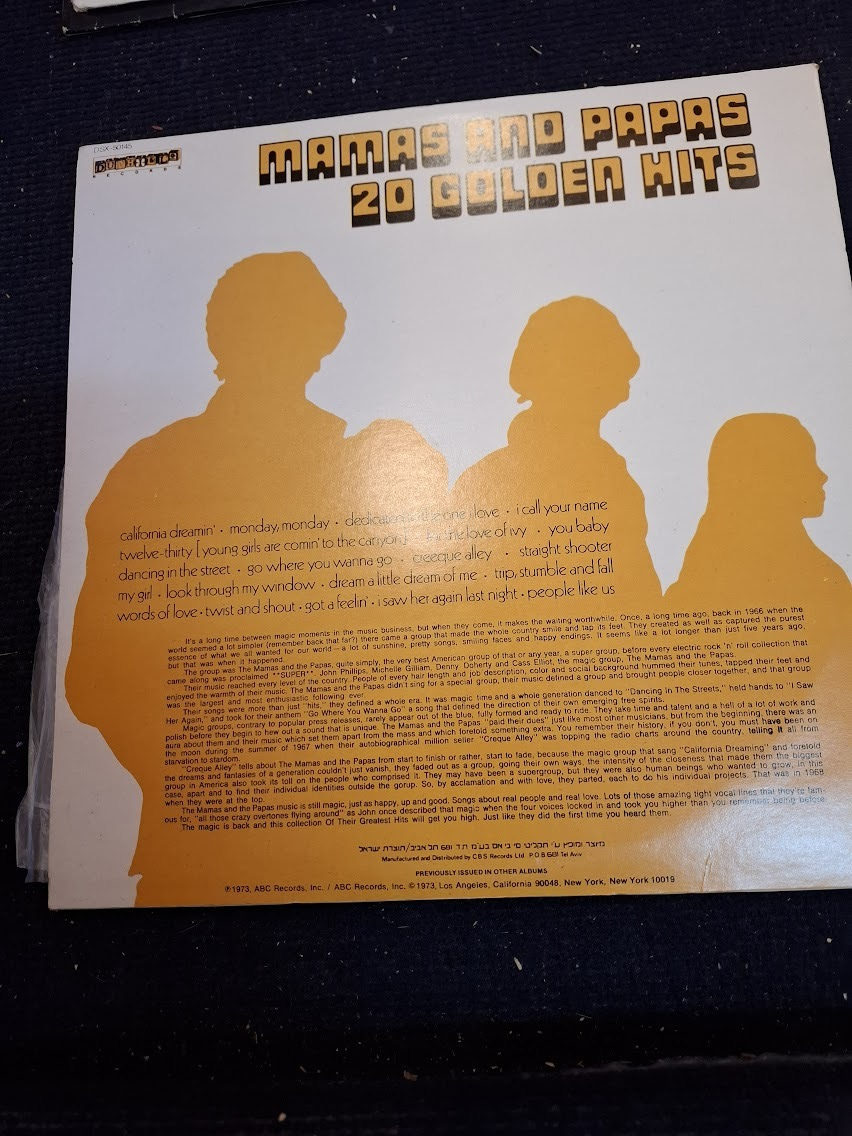 DSX-50145
DUNHILL
RECORDS
MAMAS AND PAPAS
20 GOLDEN HITS
california dreamin' · monday, monday · dedicated to the one i love · i call your name
twelve-thirty [young girls are comin' to the canyon] · for the love of ivy · you baby
dancing in the street · go where you wanna go · creeque alley · straight shooter
my girl · look through my window · dream a little dream of me · trip, stumble and fall
words of love · twist and shout · got a feelin' · i saw her again last night · people like us
It's a long time between magic moments in the music business, but when they come, it makes the waiting worthwhile. Once, a long time ago, back in 1966 when the
world seemed a lot simpler (remember back that far?) there came a group that made the whole country smile and tap its feet. They created as well as captured the purest
essence of what we all wanted for our world — a lot of sunshine, pretty songs, smiling faces and happy endings. It seems like a lot longer than just five years ago,
but that was when it happened.
The group was The Mamas and the Papas, quite simply, the very best American group of that or any year, a super group, before every electric rock 'n' roll collection that
came along was proclaimed **SUPER**. John Phillips, Michelle Gilliam, Denny Doherty and Cass Elliot, the magic group, The Mamas and the Papas.
Their music reached every level of the country. People of every hair length and job description, color and social background hummed their tunes, tapped their feet and
enjoyed the warmth of their music. The Mamas and the Papas didn't sing for a special group, their music defined a group and brought people closer together, and that group
was the largest and most enthusiastic following ever.
Their songs were more than just "hits," they defined a whole era. It was magic time and a whole generation danced to "Dancing In The Streets," held hands to "I Saw
Her Again," and took for their anthem "Go Where You Wanna Go" a song that defined the direction of their own emerging free spirits.
Magic groups, contrary to popular press releases, rarely appear out of the blue, fully formed and ready to ride. They take time and talent and a hell of a lot of work and
polish before they begin to hew out a sound that is unique. The Mamas and the Papas "paid their dues" just like most other musicians, but from the beginning, there was an
aura about them and their music which set them apart from the mass and which foretold something extra. You remember their history, if you don't, you must have been on
the moon during the summer of 1967 when their autobiographical million seller "Creque Alley" was topping the radio charts around the country, telling it all from
starvation to stardom.
"Creque Alley" tells about The Mamas and the Papas from start to finish or rather, start to fade, because the magic group that sang "California Dreaming" and foretold
the dreams and fantasies of a generation couldn't just vanish, they faded out as a group, going their own ways, the intensity of the closeness that made them the biggest
group in America also took its toll on the people who comprised it. They may have been a supergroup, but they were also human beings who wanted to grow, in this
case, apart and to find their individual identities outside the gorup. So, by acclamation and with love, they parted, each to do his individual projects. That was in 1968
when they were at the top.
The Mamas and the Papas music is still magic, just as happy, up and good. Songs about real people and real love. Lots of those amazing tight vocal lines that they're fam-
ous for, "all those crazy overtones flying around" as John once described that magic when the four voices locked in and took you higher than you remember being before.
The magic is back and this collection Of Their Greatest Hits will get you high. Just like they did the first time you heard them.
מיוצר ומופץ ע״י תקליטי סי בי אס בע״מ ת ד 1681 תל אביב/תוצרת ישראל
Manufactured and Distributed by C.B.S Records Ltd P.O.B 6831 Tel Aviv
PREVIOUSLY ISSUED IN OTHER ALBUMS
℗ 1973, ABC Records, Inc. / ABC Records, Inc. © 1973, Los Angeles, California 90048, New York, New York 10019